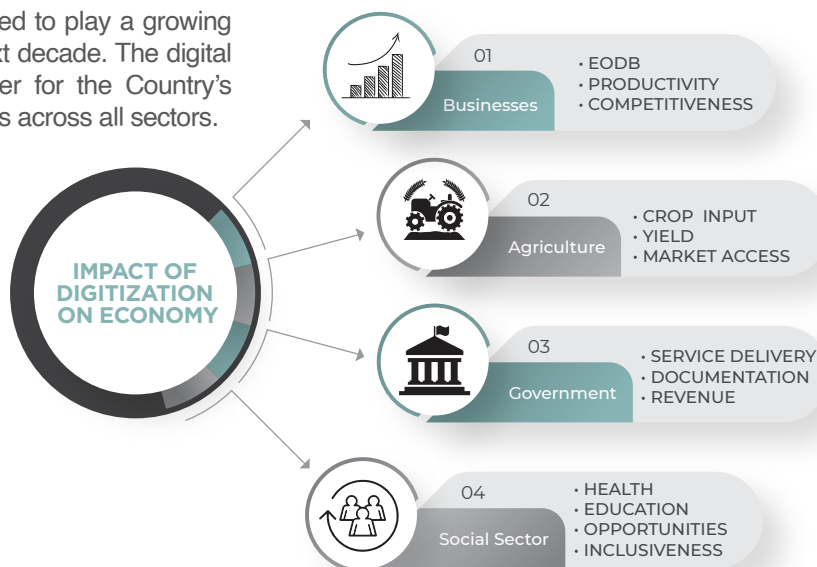 ed to play a growing
xt decade. The digital
er for the Country's
s across all sectors.
IMPACT OF
DIGITIZATION
ON ECONOMY
01
Businesses
• EODB
• PRODUCTIVITY
• COMPETITIVENESS
02
Agriculture
• CROP INPUT
• YIELD
• MARKET ACCESS
03
Government
• SERVICE DELIVERY
• DOCUMENTATION
• REVENUE
04
Social Sector
• HEALTH
• EDUCATION
• OPPORTUNITIES
• INCLUSIVENESS